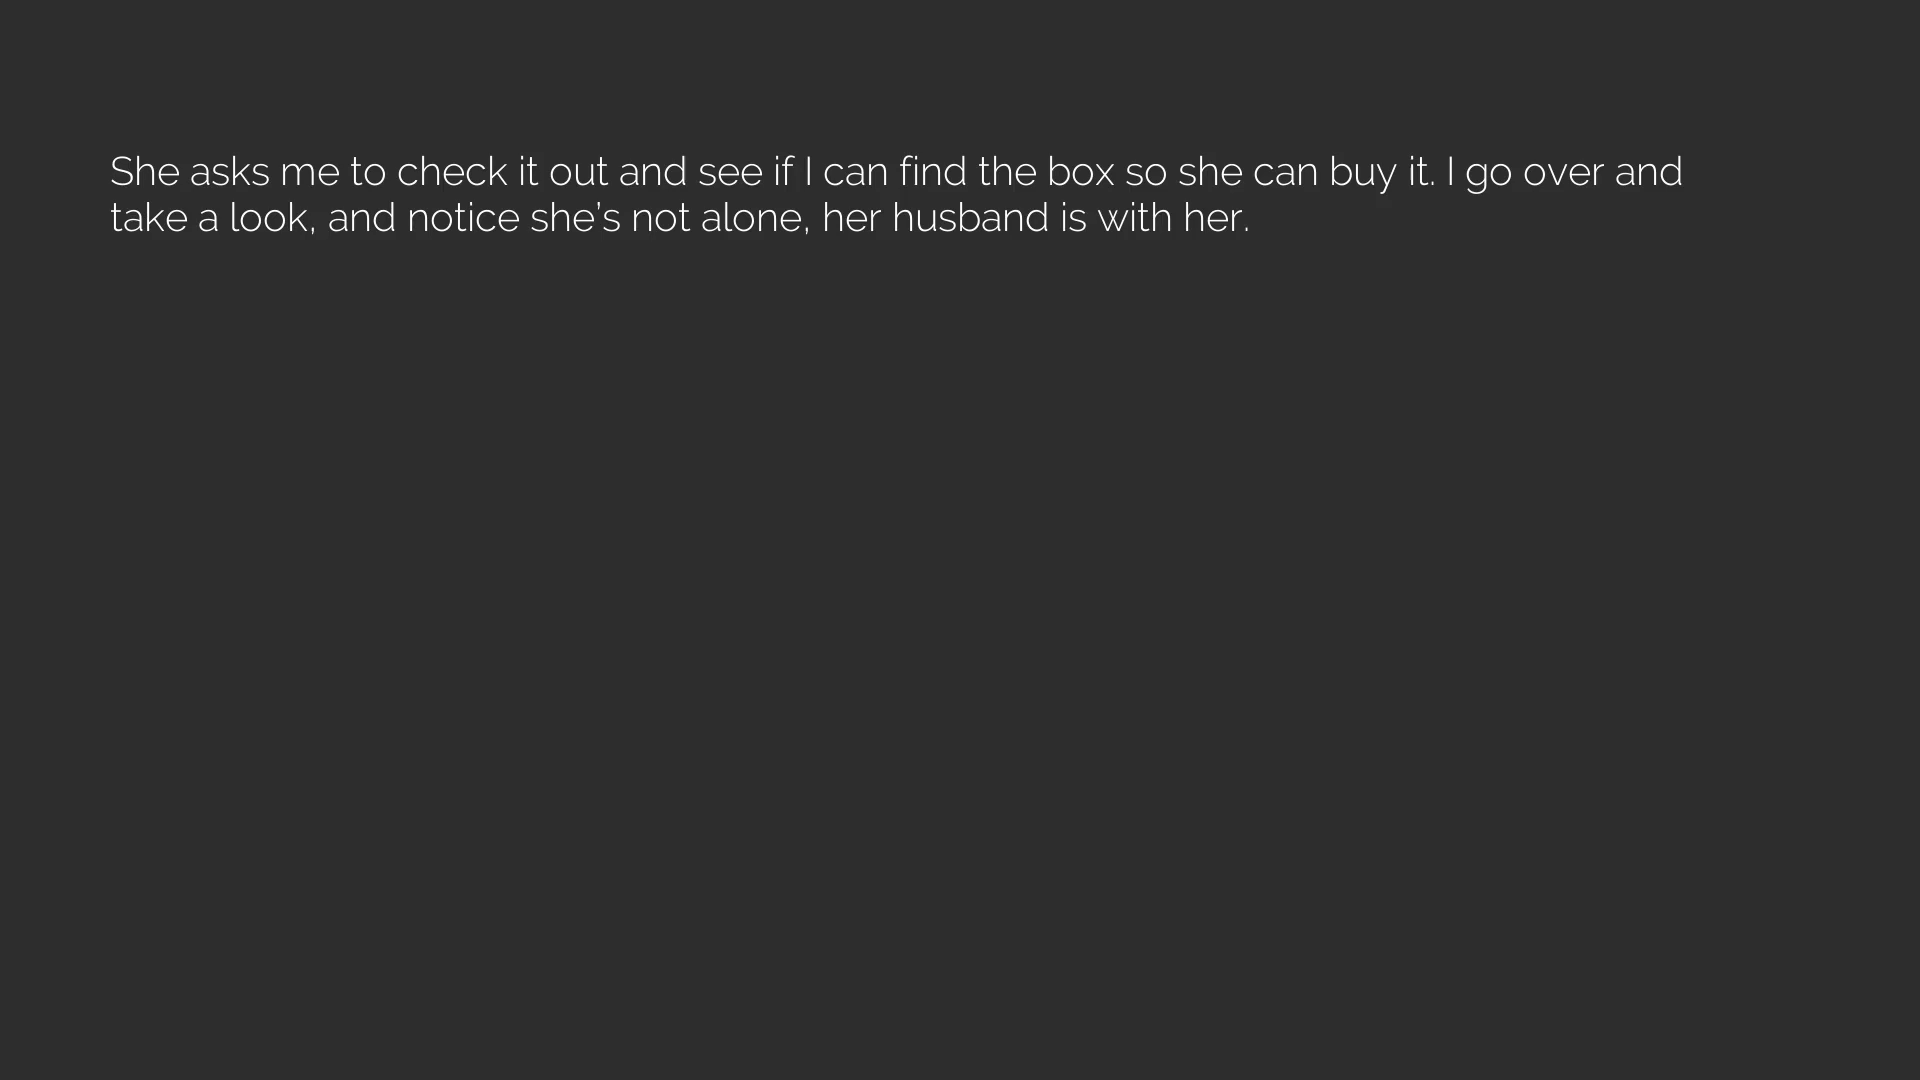 She asks me to check it out and see if I can find the box so she can buy it. I go over and
take a look, and notice she's not alone, her husband is with her.